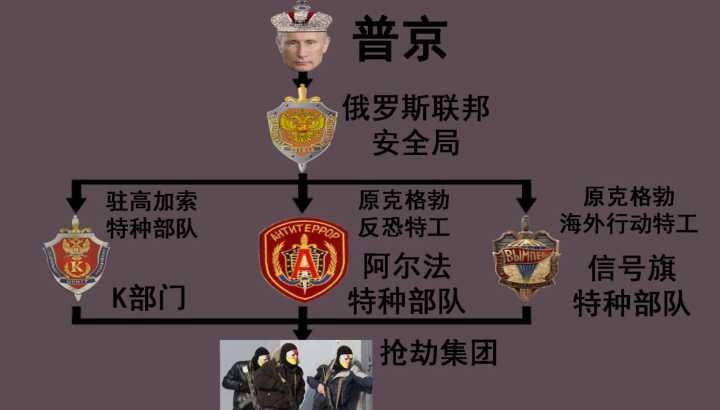 普京
俄罗斯联邦
安全局
驻高加索
特种部队
K部门
原克格勃
反恐特工
阿尔法
特种部队
原克格勃
海外行动特工
信号旗
特种部队
К
АНТИТЕРРОР
А
ВЫМПЕЛ
抢劫集团